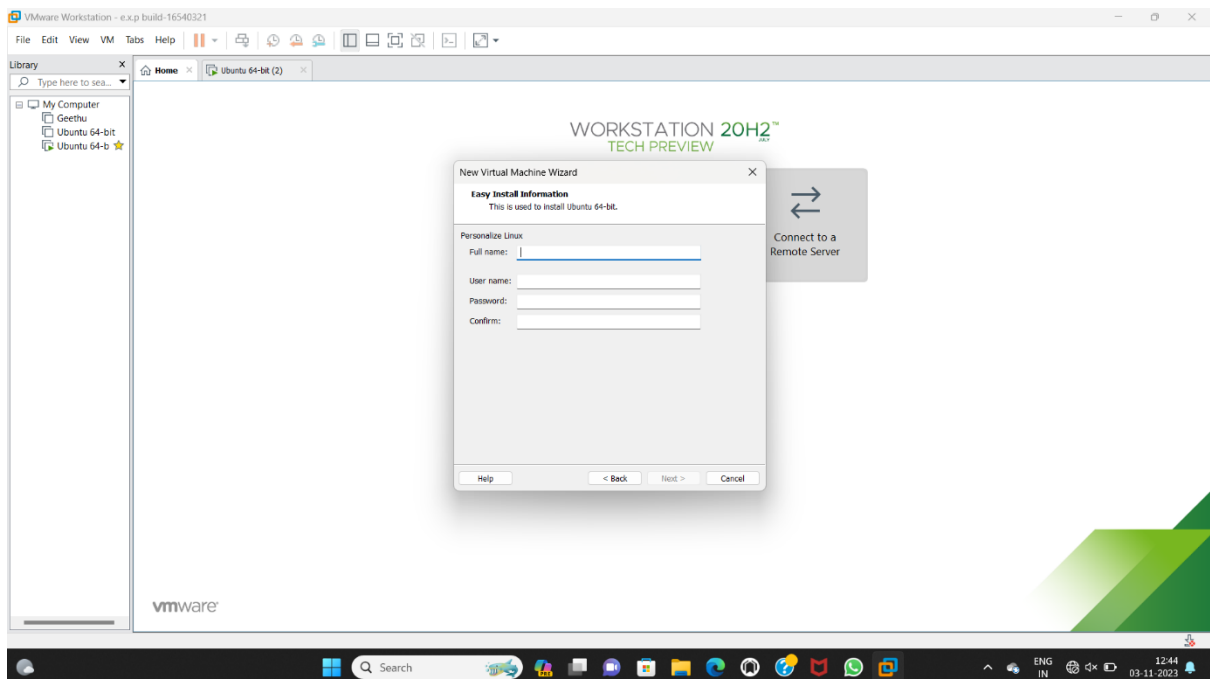 VMware Workstation - e.x.p build-16540321
File Edit View VM Tabs Help
Library X
Home
Ubuntu 64-bit (2)
Type here to sea...
My Computer
Geethu
Ubuntu 64-bit
Ubuntu 64-b
WORKSTATION 20H2™
TECH PREVIEW
New Virtual Machine Wizard
Easy Install Information
This is used to install Ubuntu 64-bit.
Personalize Linux
Full name:
User name:
Password:
Confirm:
Help < Back Next > Cancel
Connect to a
Remote Server
vmware
Search
ENG
IN
12:44
03-11-2023